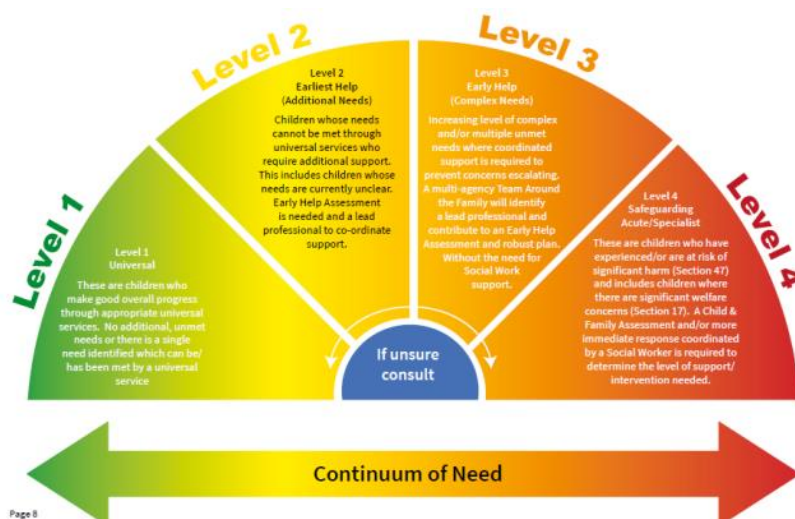 Level 1
Level 2
Level 3
Level 4
Level 1
Universal
These are children who
make good overall progress
through appropriate universal
services. No additional, unmet
needs or there is a single
need identified which can be/
has been met by a universal
service
Level 2
Earliest Help
(Additional Needs)
Children whose needs
cannot be met through
universal services who
require additional support.
This includes children whose
needs are currently unclear.
Early Help Assessment
is needed and a lead
professional to co-ordinate
support.
Level 3
Early Help
(Complex Needs)
Increasing level of complex
and/or multiple unmet
needs where coordinated
support is required to
prevent concerns escalating.
A multi-agency Team Around
the Family will identify
a lead professional and
contribute to an Early Help
Assessment and robust plan.
Without the need for
Social Work
support.
Level 4
Safeguarding
Acute/Specialist
These are children who have
experienced/or are at risk of
significant harm (Section 47)
and includes children where
there are significant welfare
concerns (Section 17). A Child &
Family Assessment and/or more
immediate response coordinated
by a Social Worker is required to
determine the level of support/
intervention needed.
If unsure
consult
Continuum of Need
Page 8